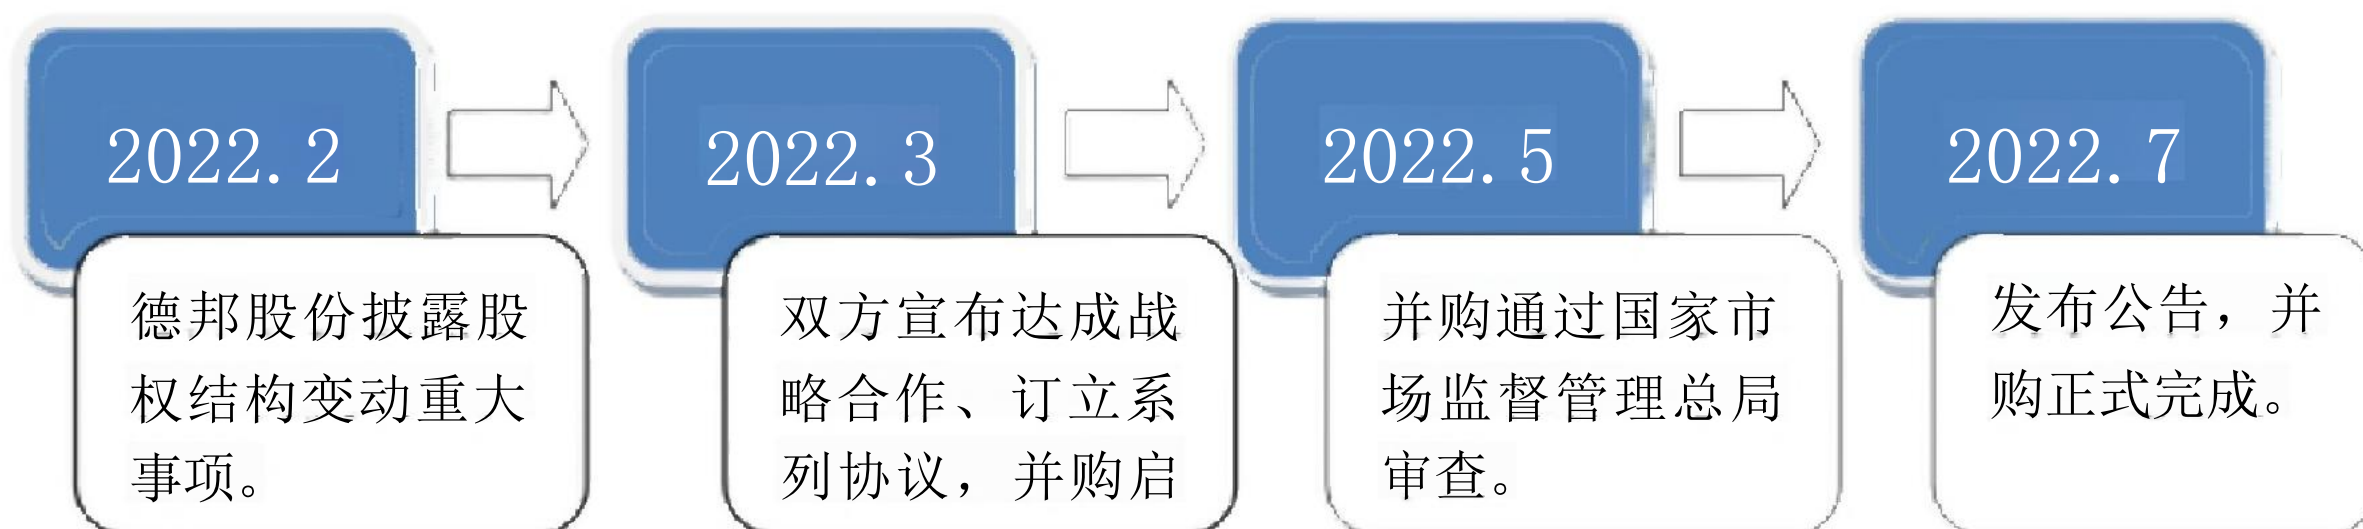 2022.2
德邦股份披露股
权结构变动重大
事项。
2022.3
双方宣布达成战
略合作、订立系
列协议，并购启
2022.5
并购通过国家市
场监督管理总局
审查。
2022.7
发布公告，并
购正式完成。